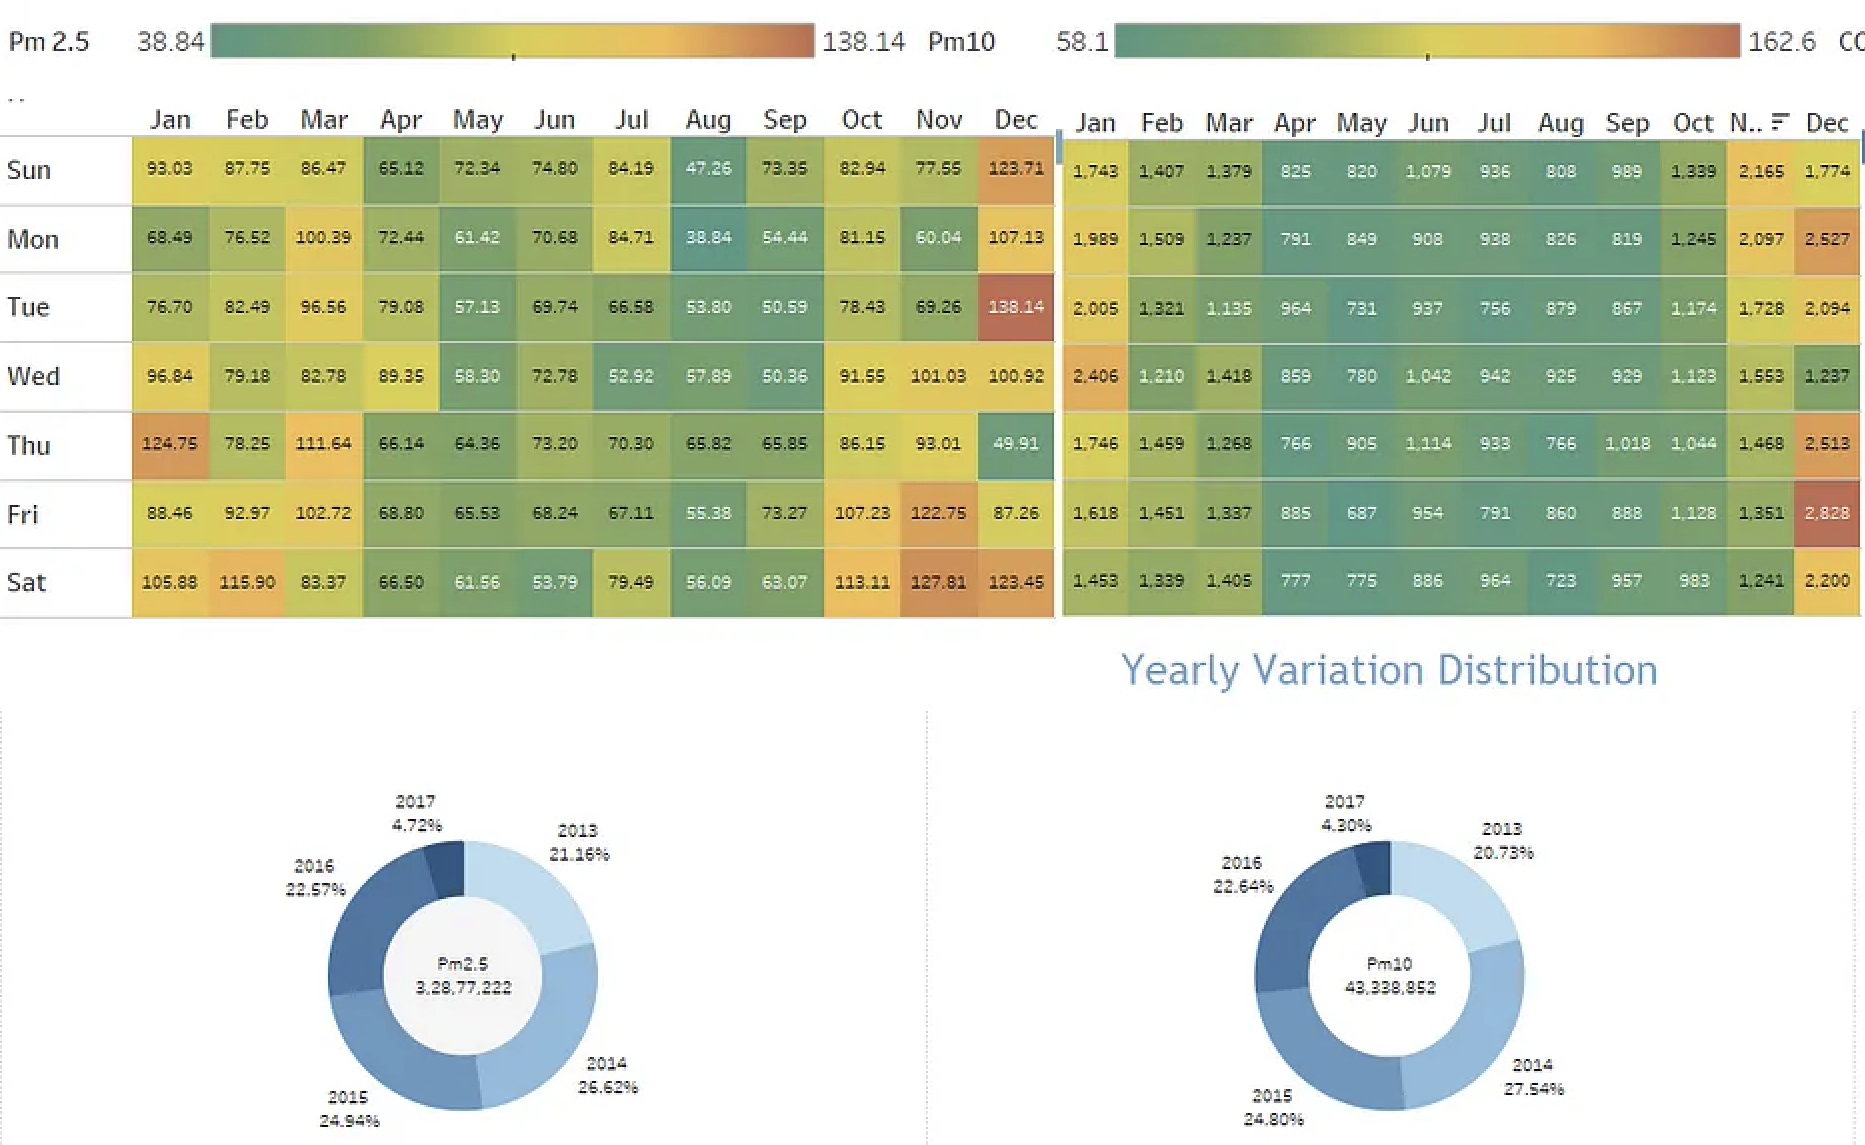 Pm 2.5 38.84 138.14 Pm10 58.1 162.6 CO
Jan Feb Mar Apr May Jun Jul Aug Sep Oct Nov Dec Jan Feb Mar Apr May Jun Jul Aug Sep Oct N.. Dec
Sun 93.03 87.75 86.47 65.12 72.34 74.80 84.19 47.26 73.35 82.94 77.55 123.71 1,743 1,407 1,379 825 820 1,079 936 808 989 1,339 2,165 1,774
Mon 68.49 76.52 100.39 72.44 61.42 70.68 84.71 38.84 54.44 81.15 60.04 107.13 1,989 1,509 1,237 791 849 908 938 826 819 1,245 2,097 2,527
Tue 76.70 82.49 96.56 79.08 57.13 69.74 66.58 53.80 50.59 78.43 69.26 138.14 2,005 1,321 1,135 964 731 937 756 879 867 1,174 1,728 2,094
Wed 96.84 79.18 82.78 89.35 58.30 72.78 52.92 57.89 50.36 91.55 101.03 100.92 2,406 1,210 1,418 859 780 1,042 942 925 929 1,123 1,553 1,237
Thu 124.75 78.25 111.64 66.14 64.36 73.20 70.30 65.82 65.85 86.15 93.01 49.91 1,746 1,459 1,268 766 905 1,114 933 766 1,018 1,044 1,468 2,513
Fri 88.46 92.97 102.72 68.80 65.53 68.24 67.11 55.38 73.27 107.23 122.75 87.26 1,618 1,451 1,337 885 687 954 791 860 888 1,128 1,351 2,828
Sat 105.88 115.90 83.37 66.50 61.56 53.79 79.49 56.09 63.07 113.11 127.81 123.45 1,453 1,339 1,405 777 775 886 964 723 957 983 1,241 2,200
Yearly Variation Distribution
2017
4.72%
2013
21.16%
2016
22.57%
Pm2.5
3,28,77,222
2014
26.62%
2015
24.94%
2017
4.30%
2013
20.73%
2016
22.64%
Pm10
43,338,852
2014
27.54%
2015
24.80%